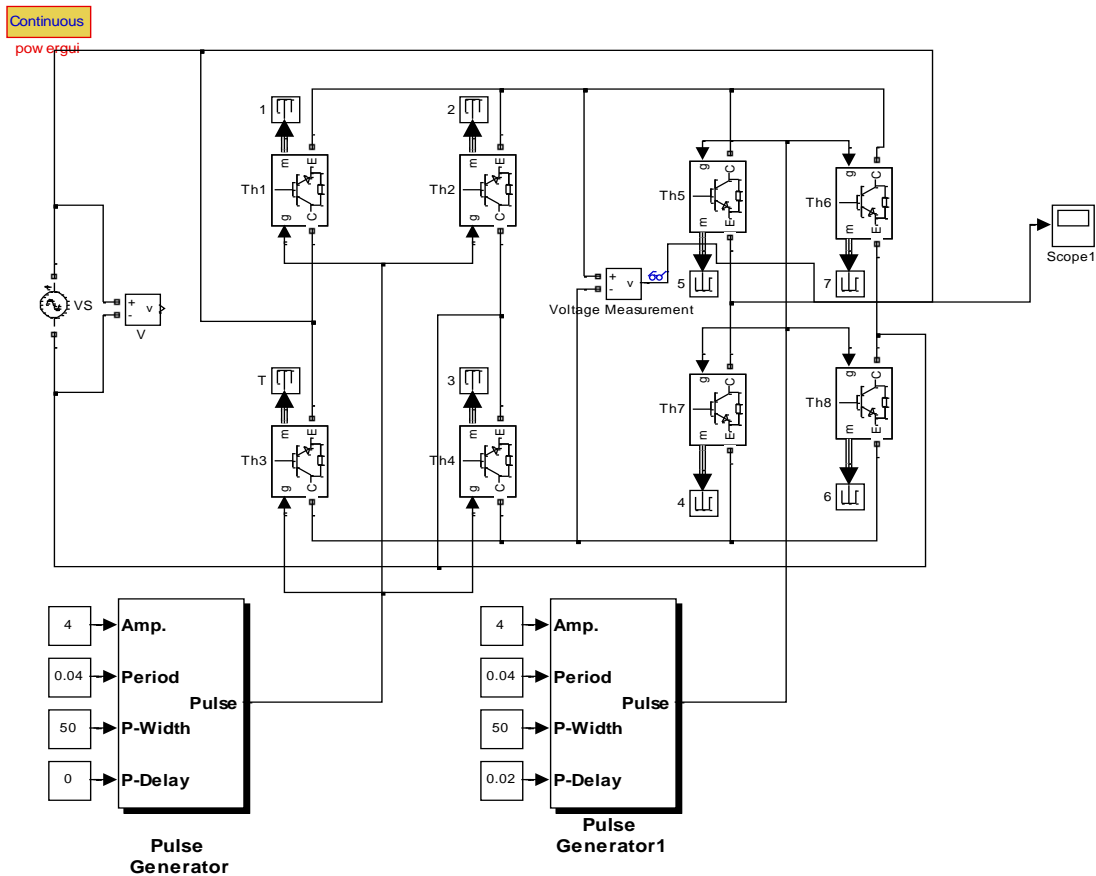 Continuous
pow ergui
1
m
E
Th1
g
C
2
m
E
Th2
g
C
g
C
Th5
m
E
5
g
C
Th6
m
E
7
Scope1
VS
+
-
v
V
+
-
v
Voltage Measurement
T
m
E
Th3
g
C
3
m
E
Th4
g
C
g
C
Th7
m
E
4
g
C
Th8
m
E
6
4
Amp.
0.04
Period
Pulse
50
P-Width
0
P-Delay
Pulse
Generator
4
Amp.
0.04
Period
Pulse
50
P-Width
0.02
P-Delay
Pulse
Generator1